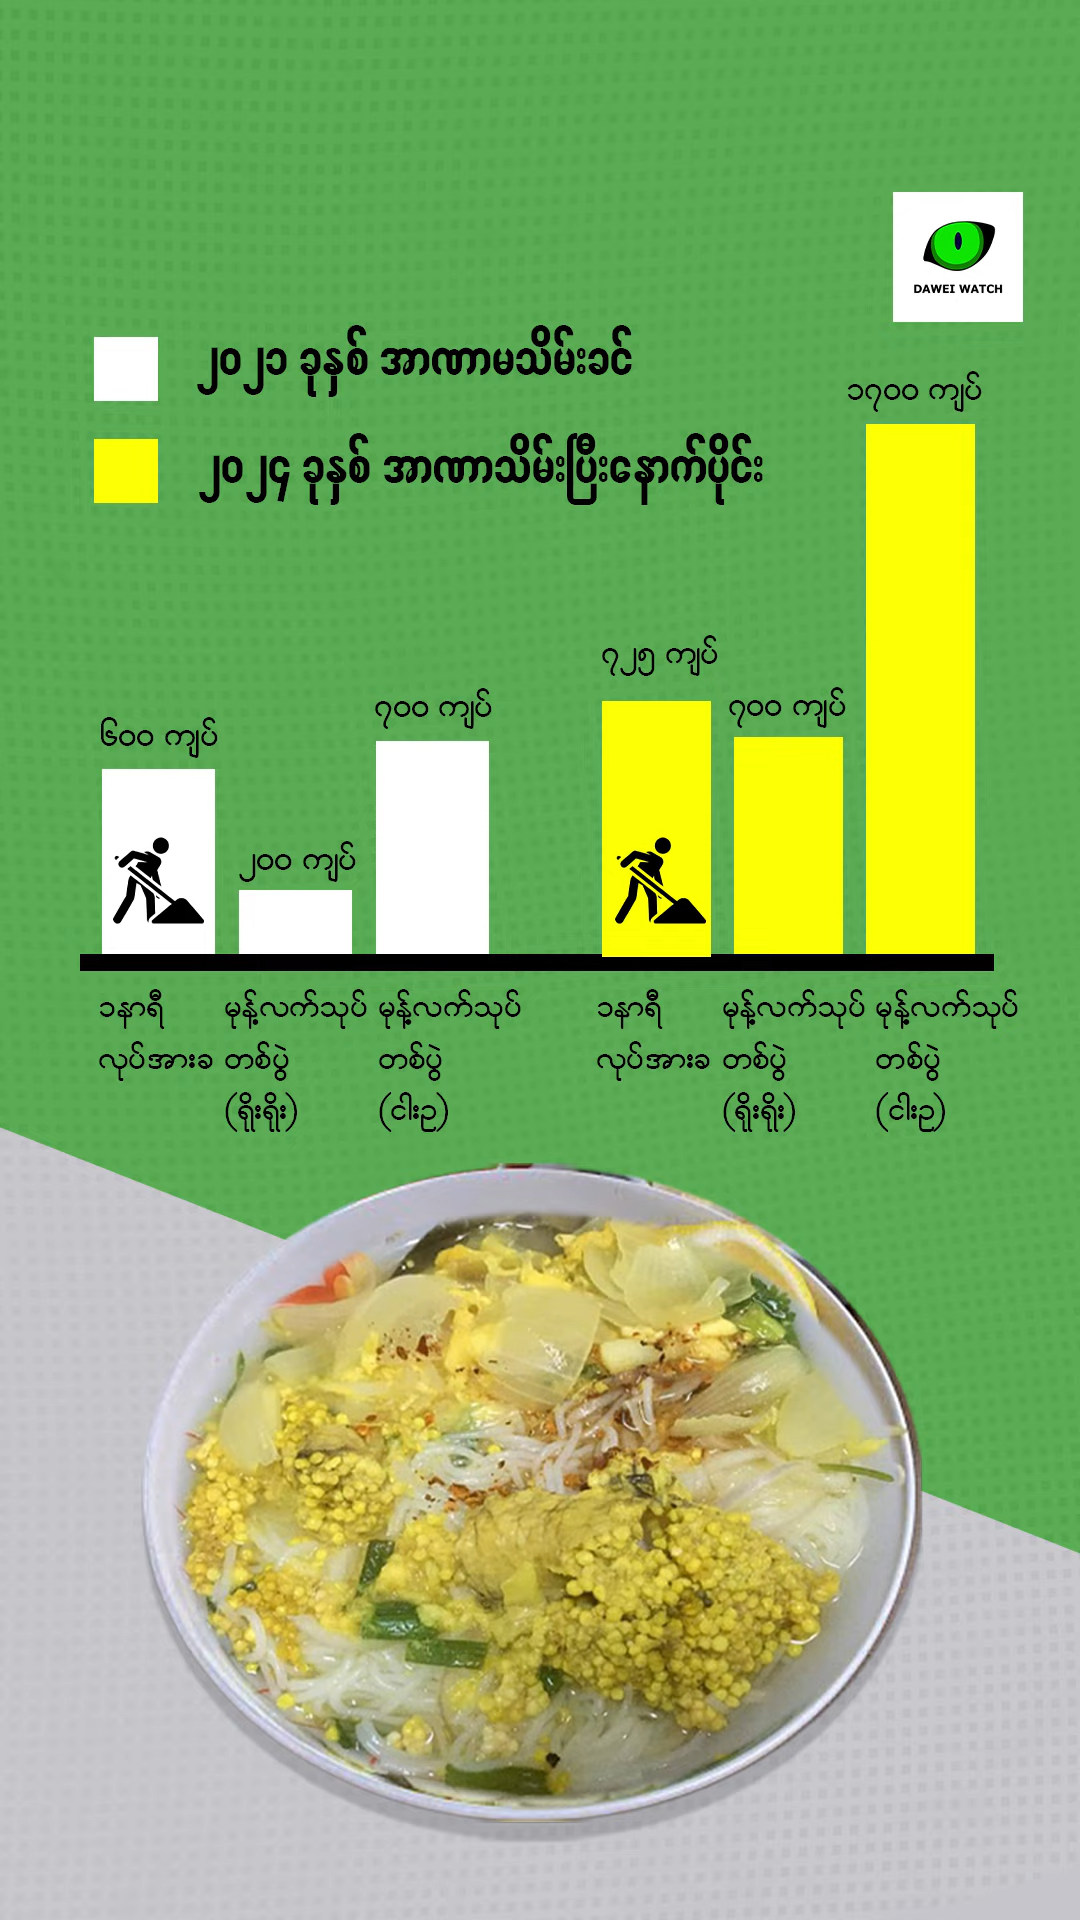 DAWEI WATCH
၂၀၂၁ ခုနှစ် အာဏာမသိမ်းခင်
၂၀၂၄ ခုနှစ် အာဏာသိမ်းပြီးနောက်ပိုင်း
၆၀၀ ကျပ်
၂၀၀ ကျပ်
၇၀၀ ကျပ်
၇၂၅ ကျပ်
၇၀၀ ကျပ်
၁၇၀၀ ကျပ်
၁နာရီ
လုပ်အားခ
မုန့်လက်သုပ်
တစ်ပွဲ
(ရိုးရိုး)
မုန့်လက်သုပ်
တစ်ပွဲ
(ငါးဥ)
၁နာရီ
လုပ်အားခ
မုန့်လက်သုပ်
တစ်ပွဲ
(ရိုးရိုး)
မုန့်လက်သုပ်
တစ်ပွဲ
(ငါးဥ)